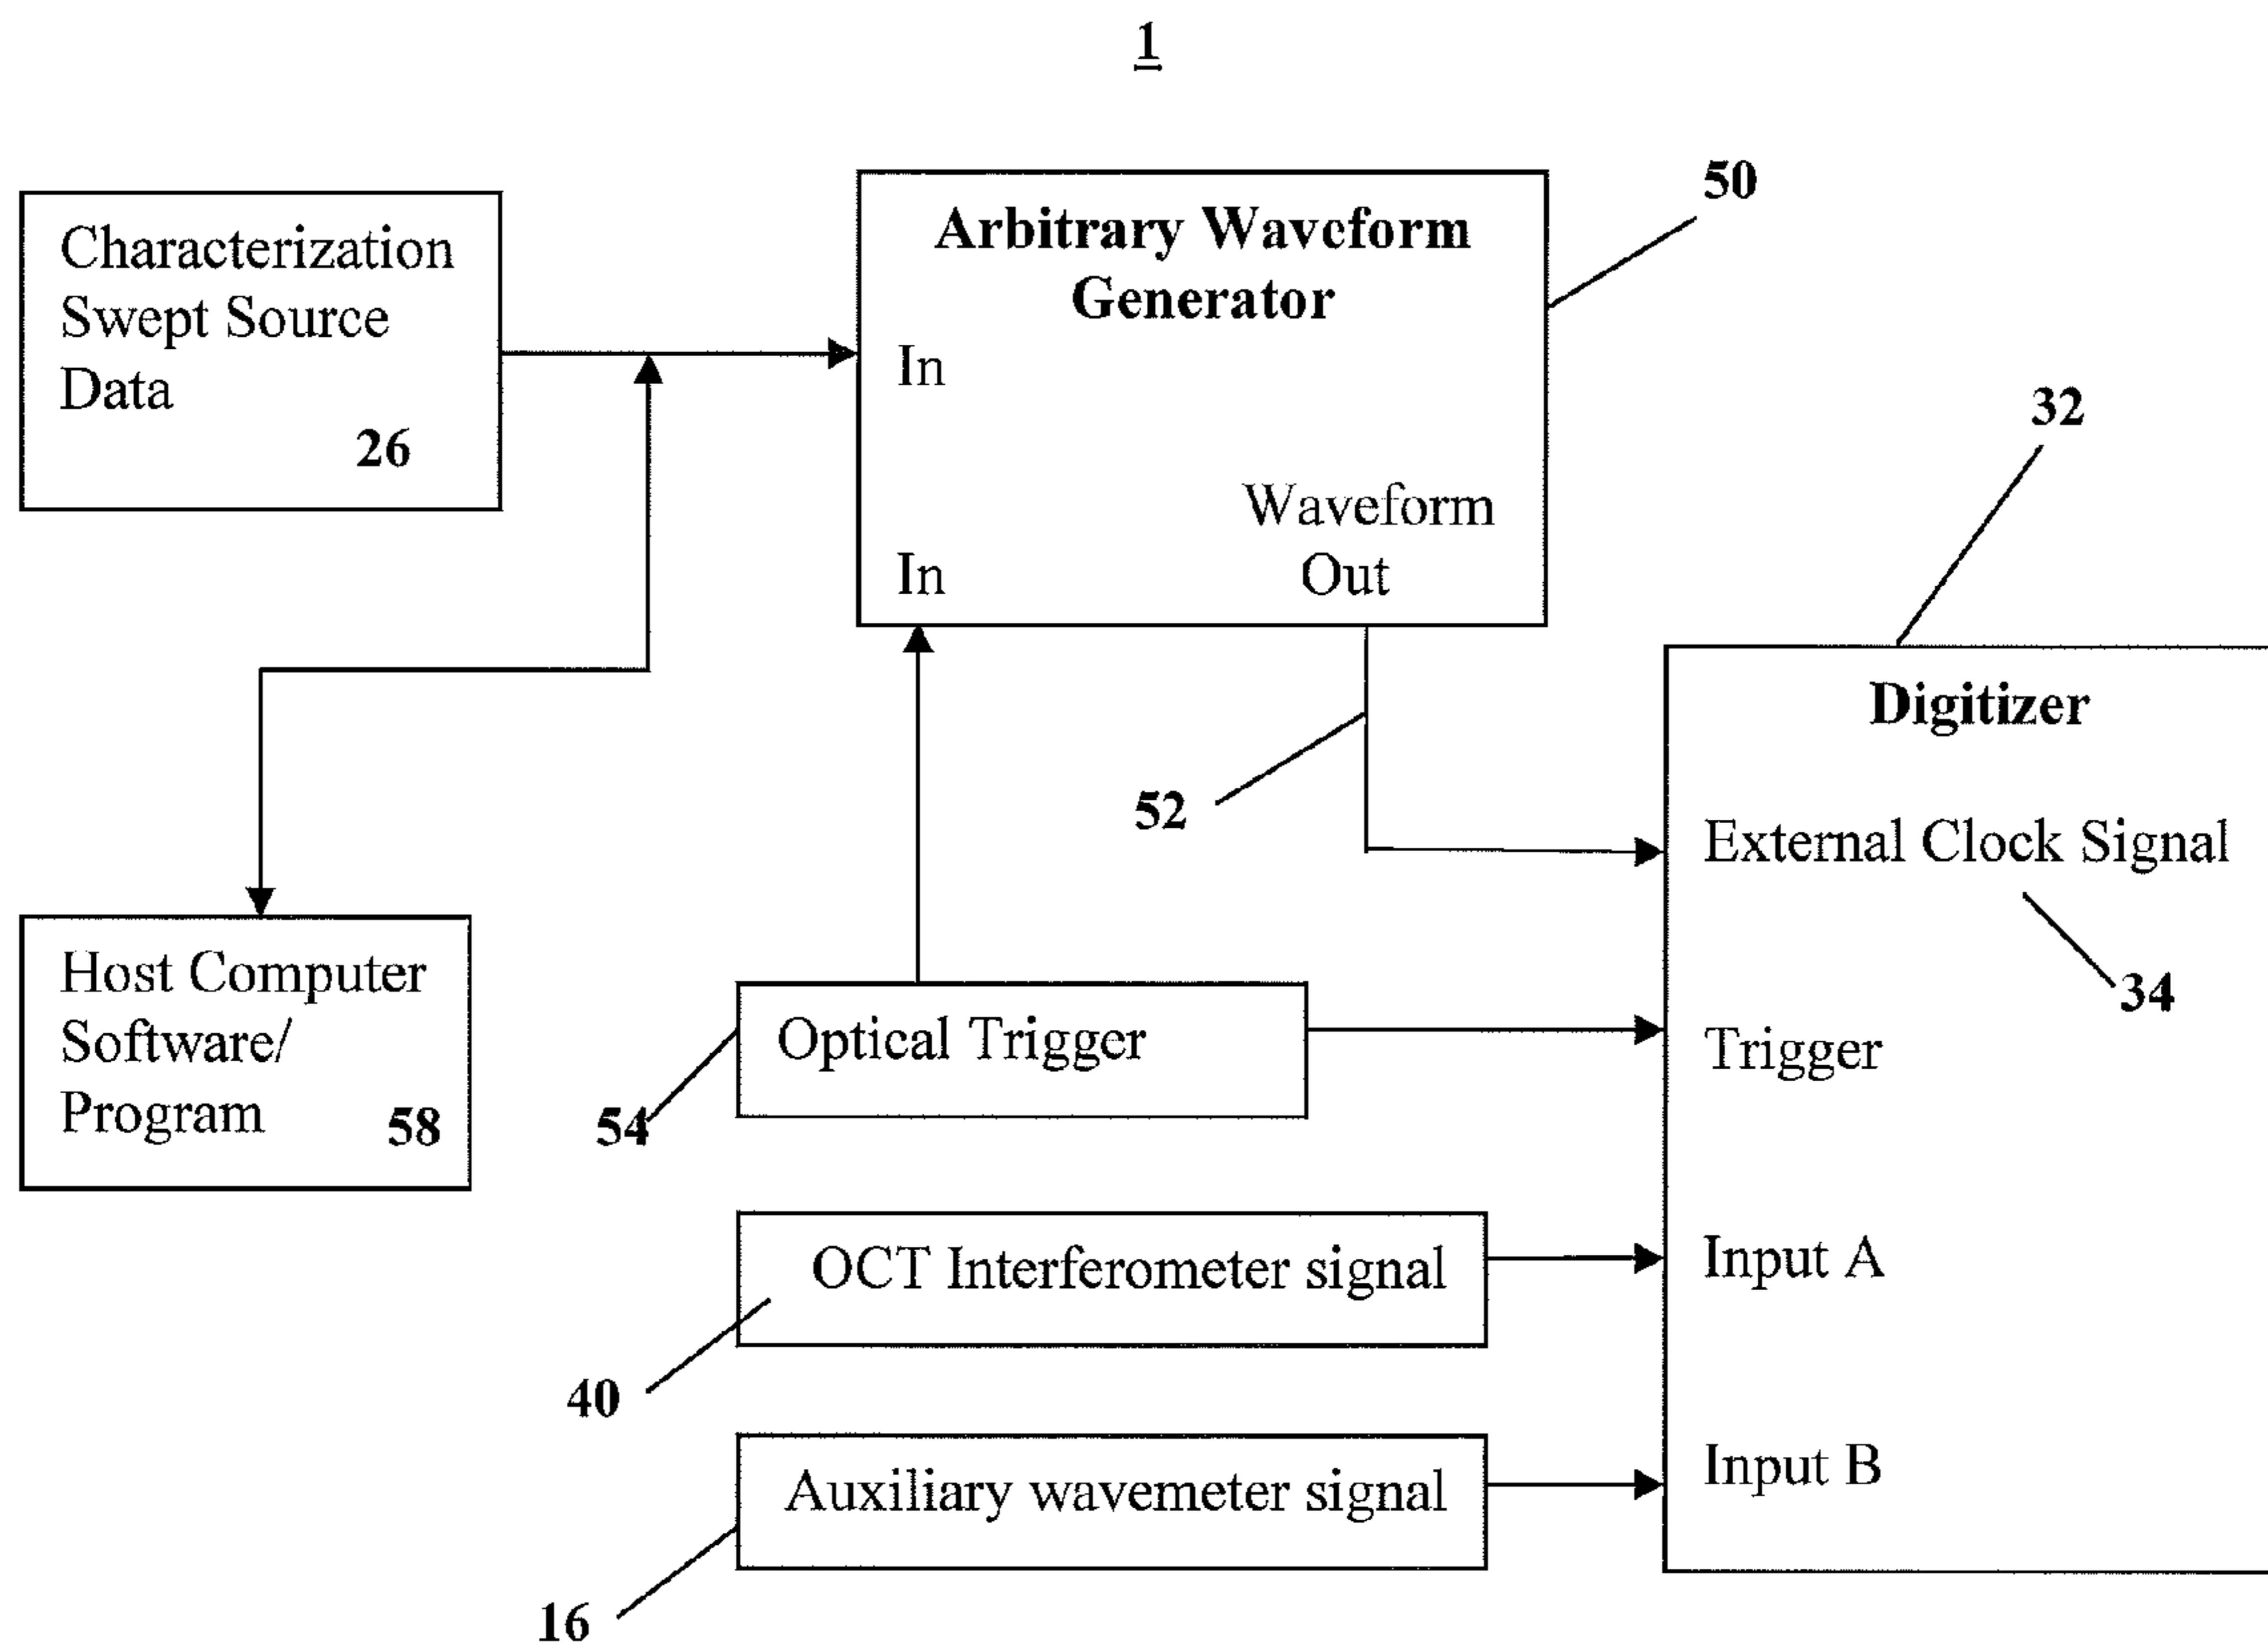 1
Characterization
Swept Source
Data
26
Arbitrary Waveform
Generator
In
In
Waveform
Out
50
32
52
Digitizer
External Clock Signal
34
Trigger
Input A
Input B
Host Computer
Software/
Program
58
Optical Trigger
54
OCT Interferometer signal
40
Auxiliary wavemeter signal
16